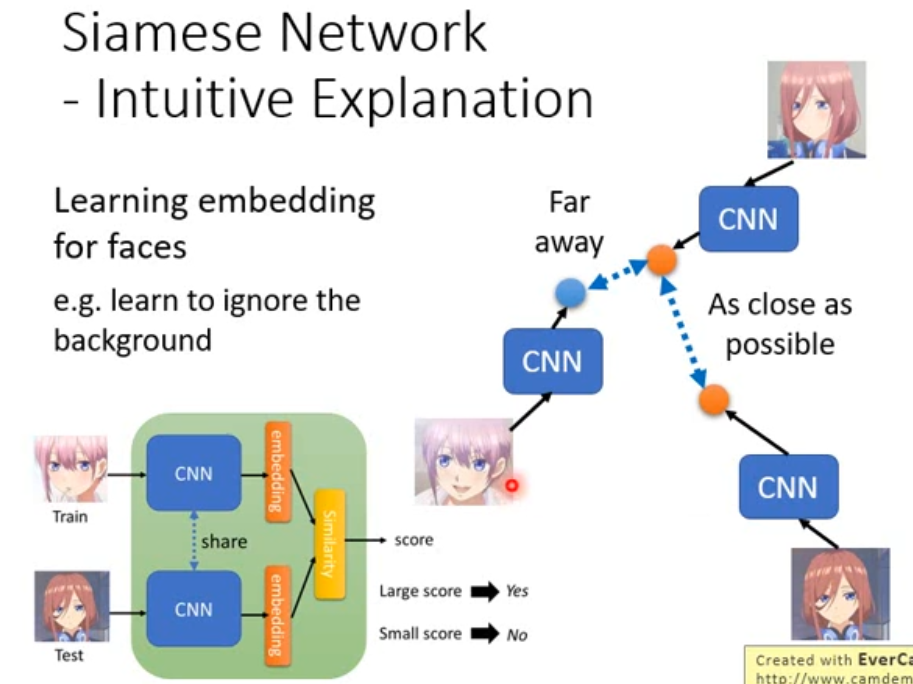 Siamese Network
- Intuitive Explanation
Learning embedding
for faces
e.g. learn to ignore the
background
Far
away
CNN
CNN
As close as
possible
CNN
CNN
embedding
Train
share
Similarity
score
CNN
embedding
Test
Large score Yes
Small score No
Created with EverCa
http://www.camdem